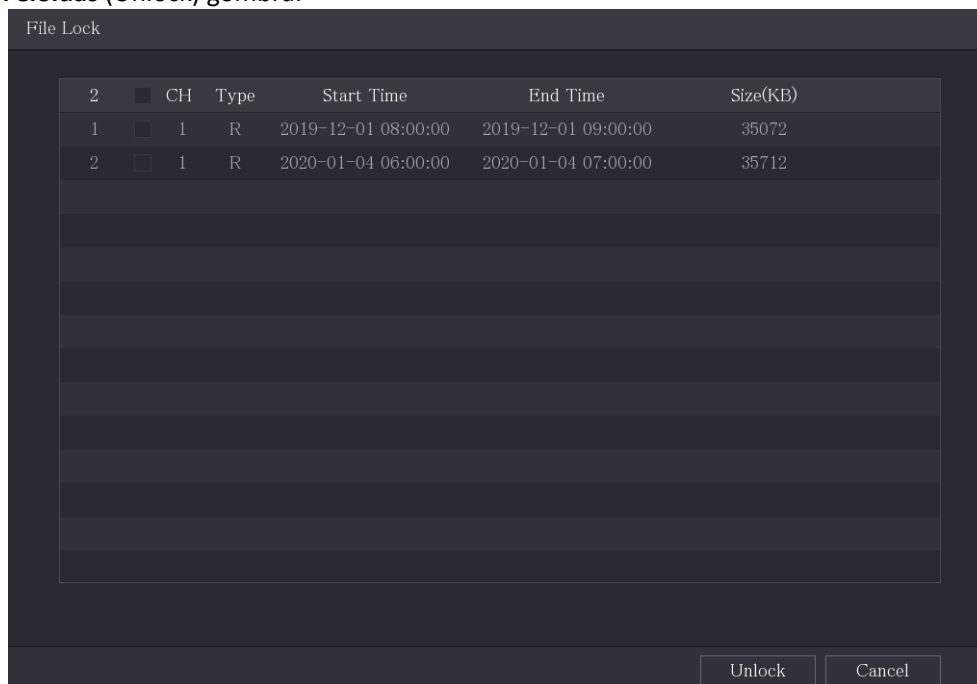 (Unlock) gombra.
File Lock
2 CH Type Start Time End Time Size(KB)
1 1 R 2019-12-01 08:00:00 2019-12-01 09:00:00 35072
2 1 R 2020-01-04 06:00:00 2020-01-04 07:00:00 35712
Unlock Cancel